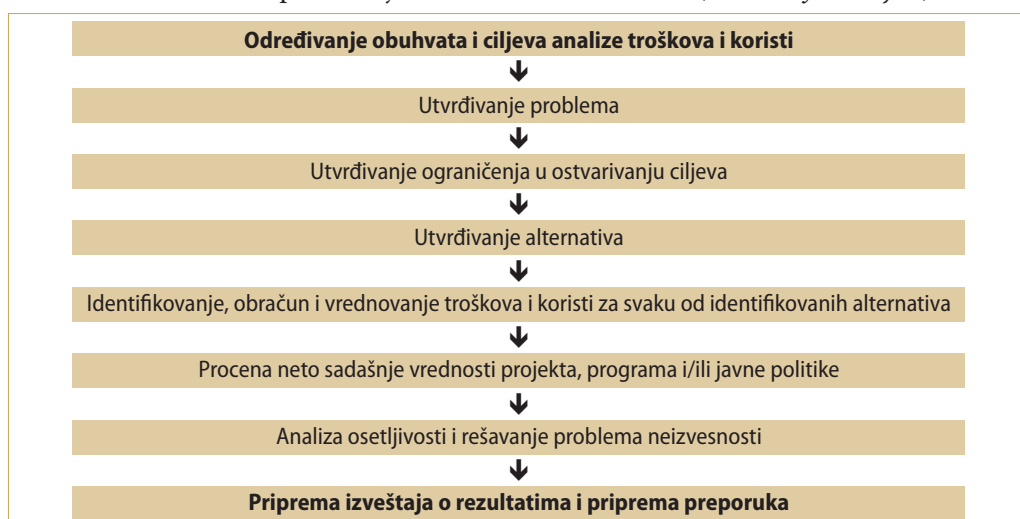 Određivanje obuhvata i ciljeva analize troškova i koristi
Utvrđivanje problema
Utvrđivanje ograničenja u ostvarivanju ciljeva
Utvrđivanje alternativa
Identifikovanje, obračun i vrednovanje troškova i koristi za svaku od identifikovanih alternativa
Procena neto sadašnje vrednosti projekta, programa i/ili javne politike
Analiza osetljivosti i rešavanje problema neizvesnosti
Priprema izveštaja o rezultatima i priprema preporuka